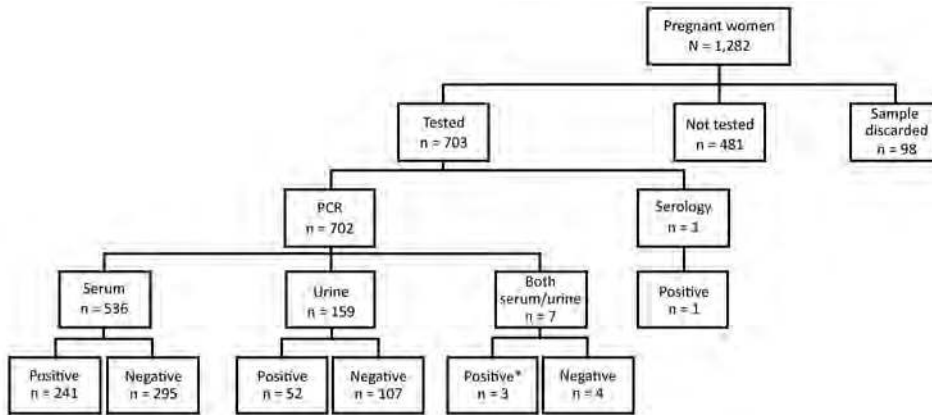 Pregnant women
N = 1,282
Tested
n = 703
Not tested
n = 481
Sample
discarded
n = 98
PCR
n = 702
Serology
n = 1
Serum
n = 536
Urine
n = 159
Both
serum/urine
n = 7
Positive
n = 1
Positive
n = 241
Negative
n = 295
Positive
n = 52
Negative
n = 107
Positive*
n = 3
Negative
n = 4